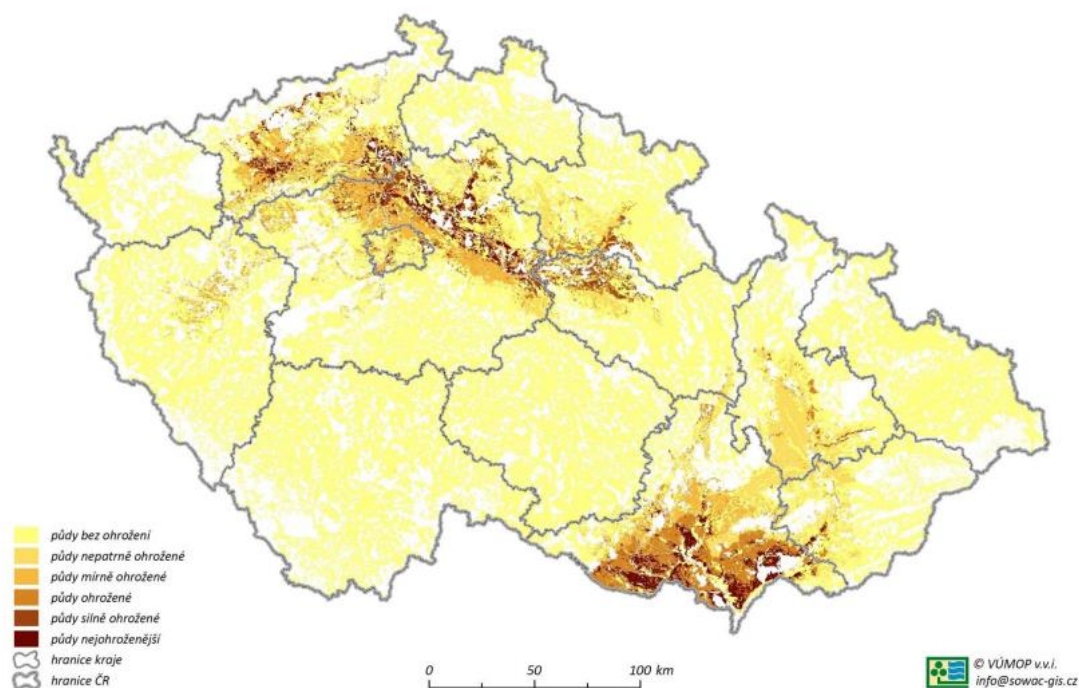 půdy bez ohrožení
půdy nepatrně ohrožené
půdy mírně ohrožené
půdy ohrožené
půdy silně ohrožené
půdy nejohroženější
hranice kraje
hranice ČR
0 50 100 km
© VÚMOP v.v.i.
info@sowac-gis.cz